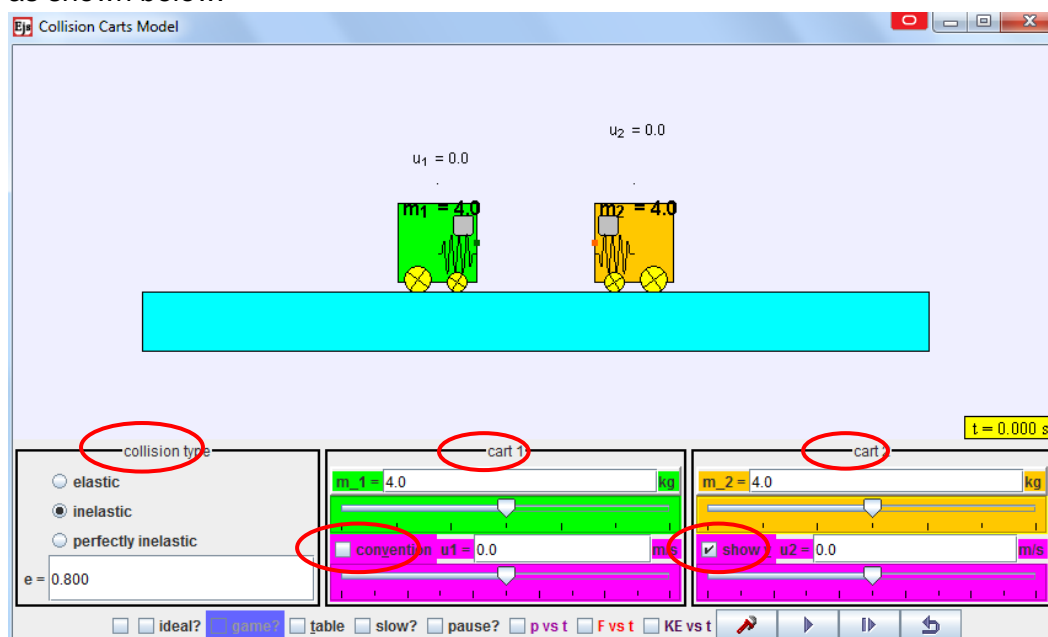 as shown below.
Ejs Collision Carts Model
u2 = 0.0
u1 = 0.0
m1 = 4.0
m2 = 4.0
t = 0.000 s
collision type
cart 1
cart 2
elastic
m_1 = 4.0 kg
m_2 = 4.0 kg
inelastic
perfectly inelastic
convention u1 = 0.0 m/s
show u2 = 0.0 m/s
e = 0.800
ideal? game? table slow? pause? p vs t F vs t KE vs t